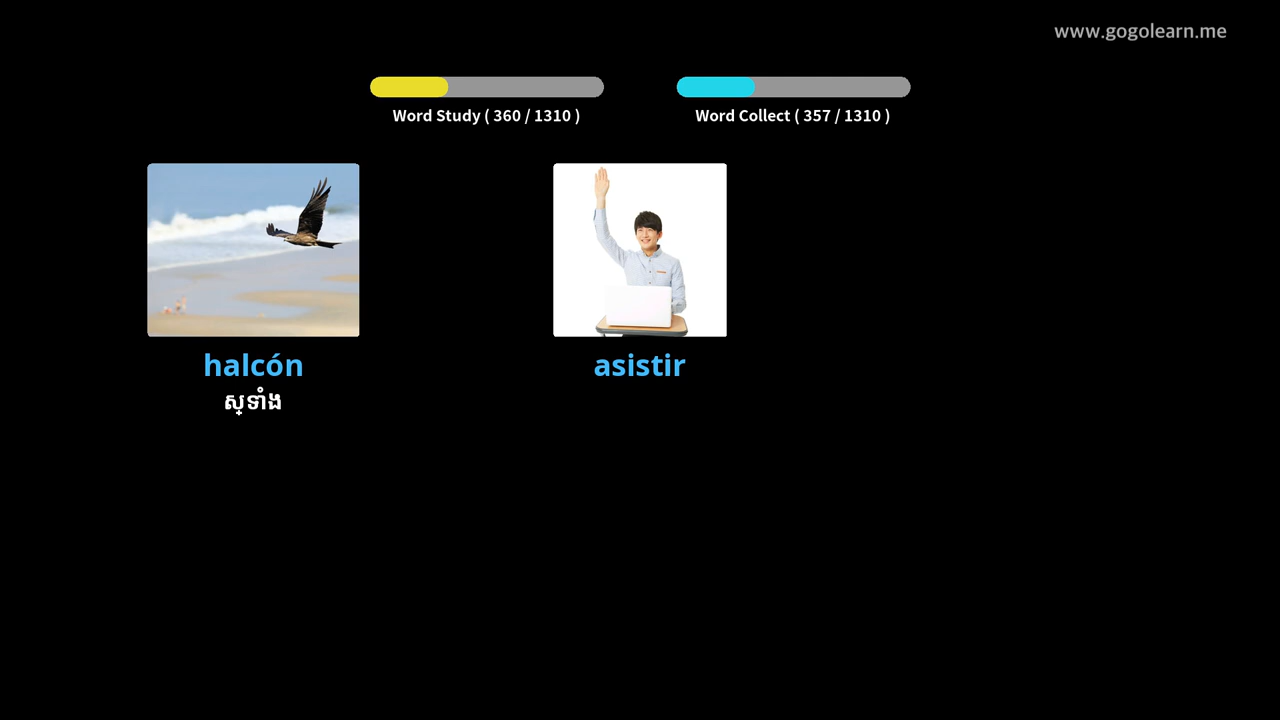 www.gogolearn.me
Word Study ( 360 / 1310 )
Word Collect ( 357 / 1310 )
halcón
ស្ទាំង
asistir